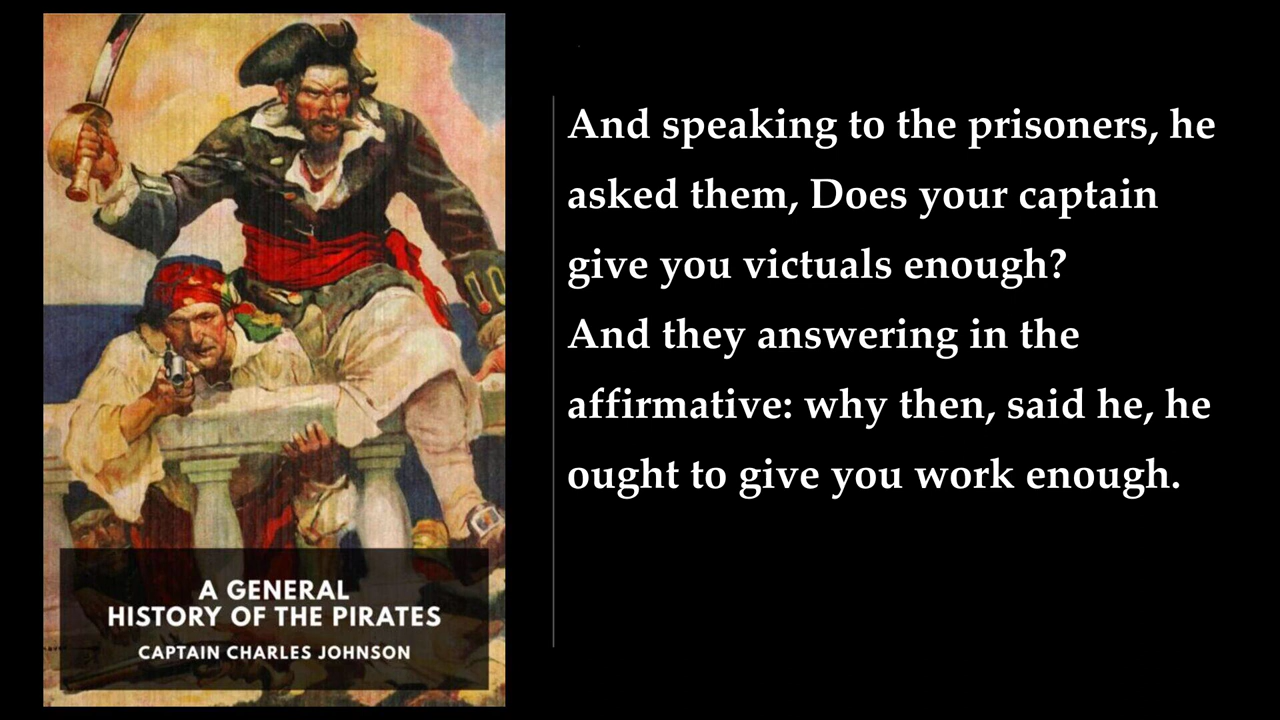 And speaking to the prisoners, he
asked them, Does your captain
give you victuals enough?
And they answering in the
affirmative: why then, said he, he
ought to give you work enough.
A GENERAL
HISTORY OF THE PIRATES
CAPTAIN CHARLES JOHNSON